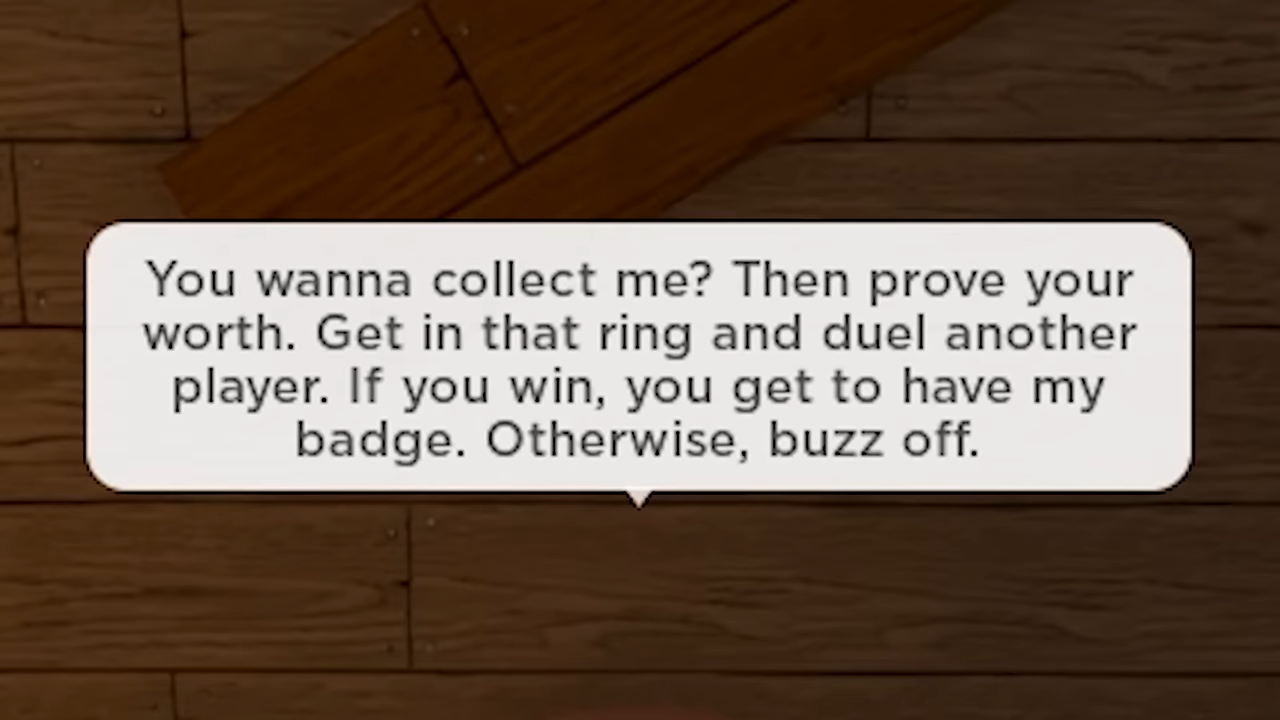 You wanna collect me? Then prove your
worth. Get in that ring and duel another
player. If you win, you get to have my
badge. Otherwise, buzz off.